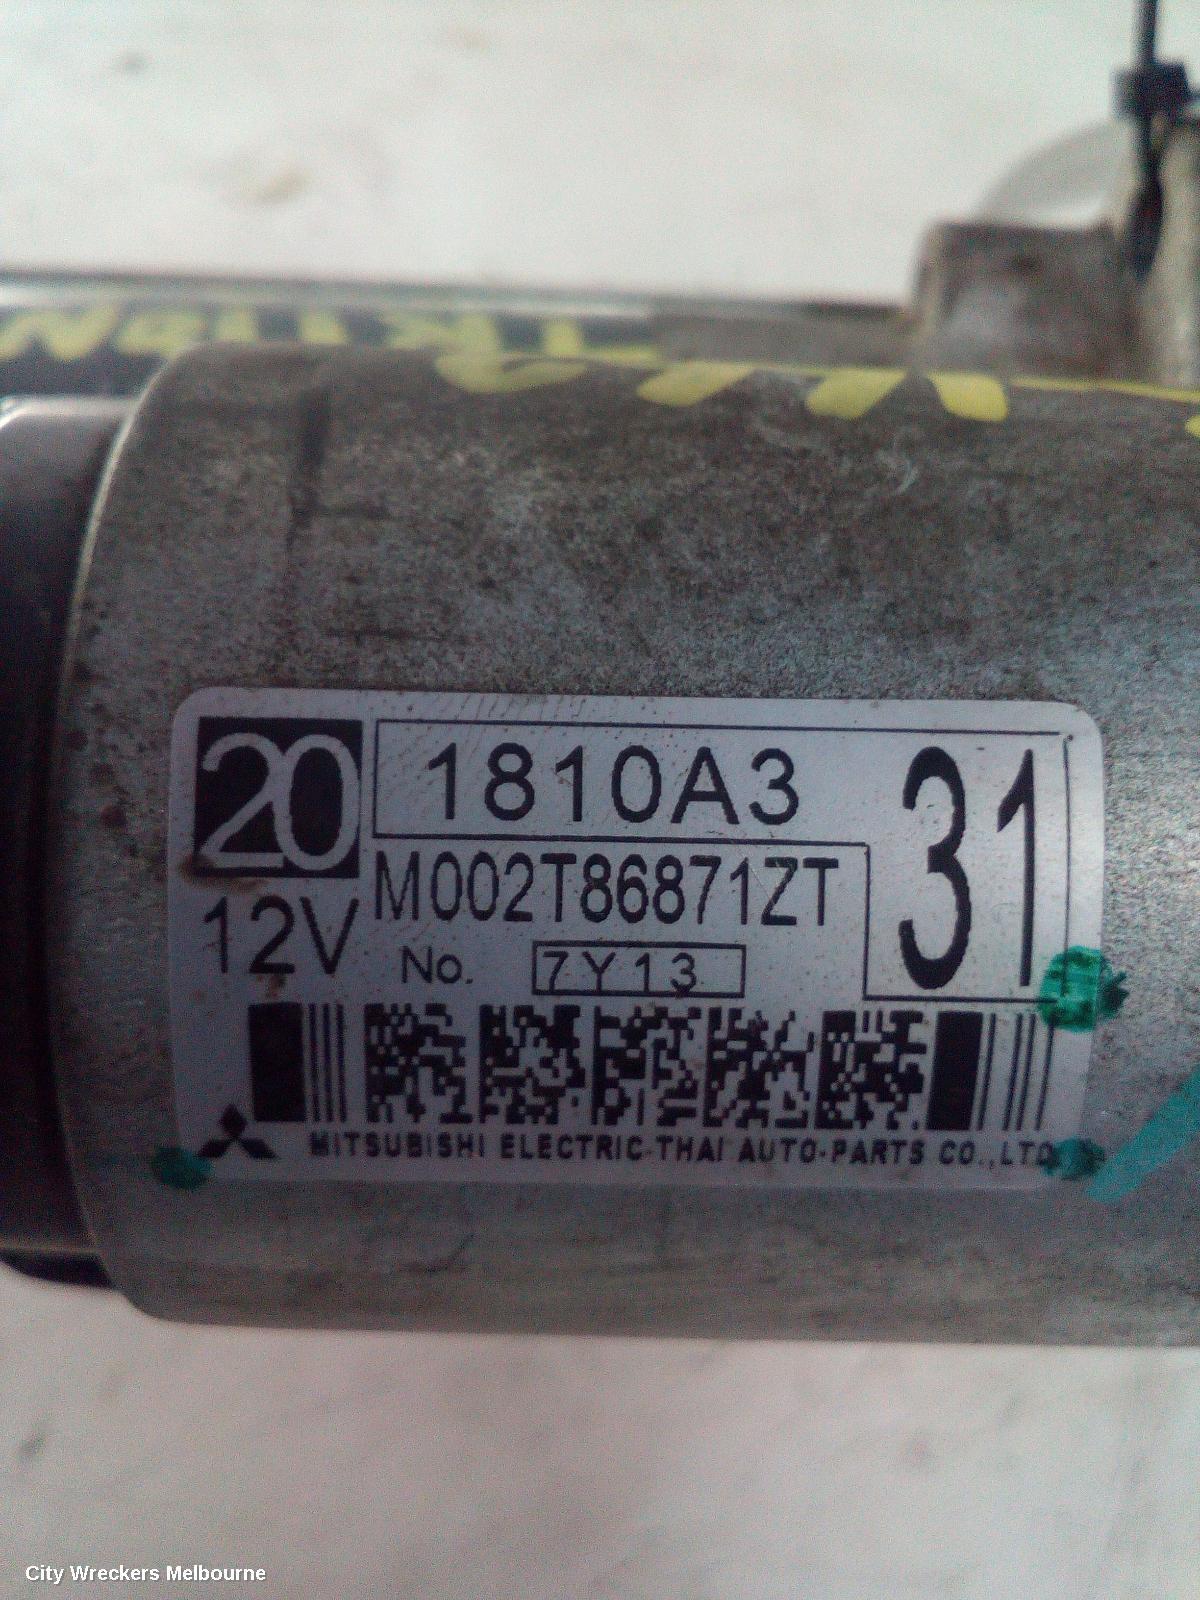 20
1810A3
31
M002T86871ZT
12V
No. 7Y13
MITSUBISHI ELECTRIC THAI AUTO-PARTS CO.,LTD
City Wreckers Melbourne